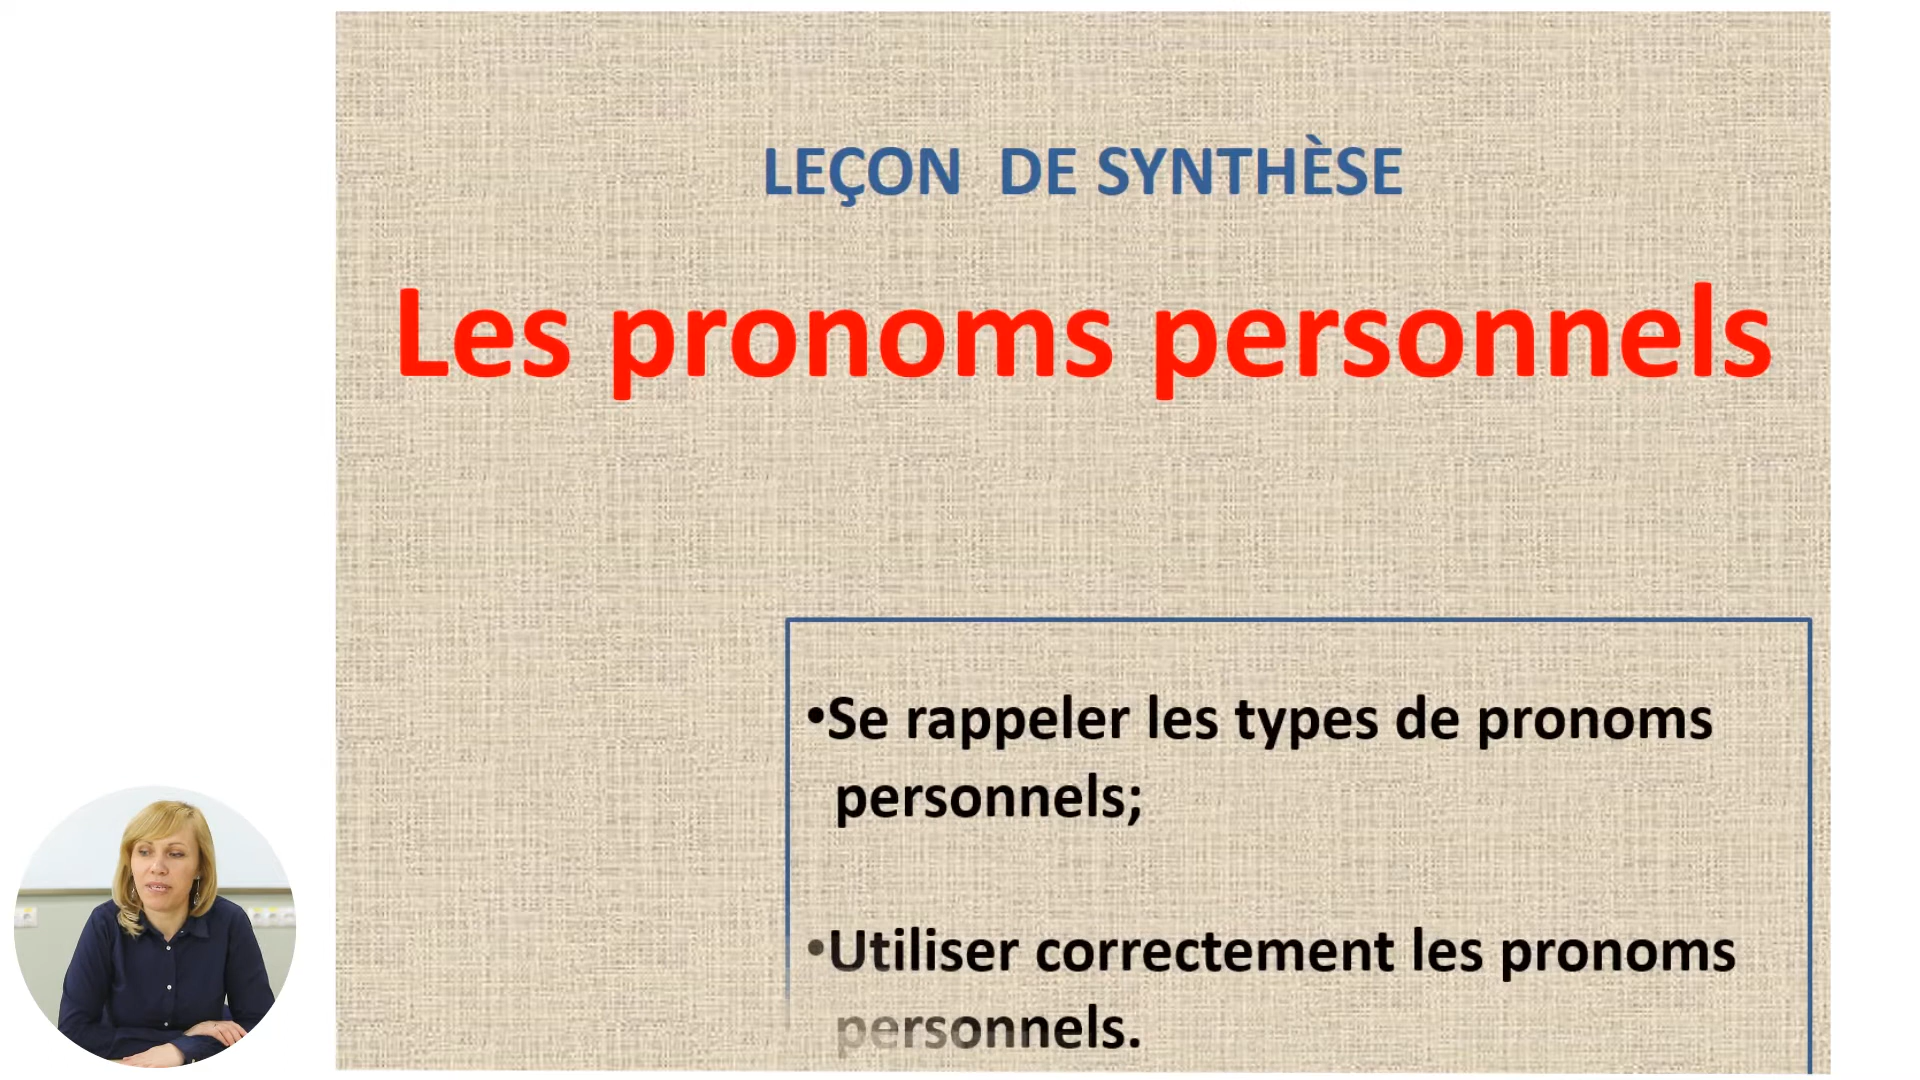 LEÇON DE SYNTHÈSE
Les pronoms personnels
•Se rappeler les types de pronoms
personnels;
•Utiliser correctement les pronoms
personnels.